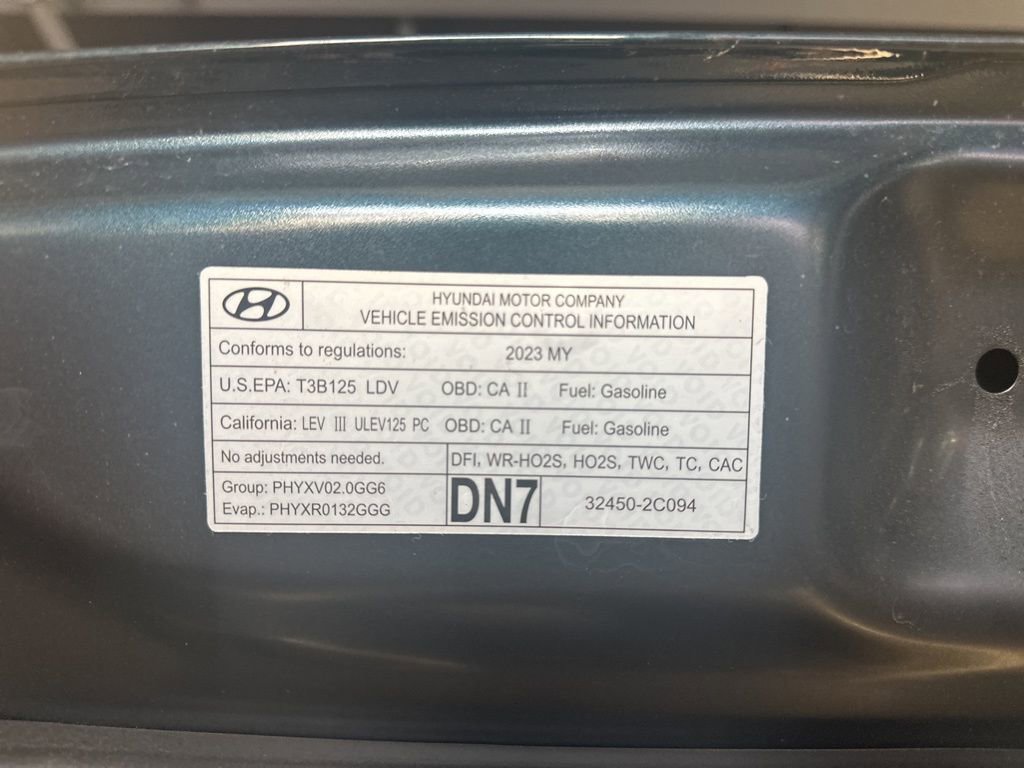 HYUNDAI MOTOR COMPANY
VEHICLE EMISSION CONTROL INFORMATION
Conforms to regulations: 2023 MY
U.S.EPA: T3B125 LDV OBD: CA II Fuel: Gasoline
California: LEV III ULEV125 PC OBD: CA II Fuel: Gasoline
No adjustments needed. DFI, WR-HO2S, HO2S, TWC, TC, CAC
Group: PHYXV02.0GG6
Evap.: PHYXR0132GGG
DN7
32450-2C094